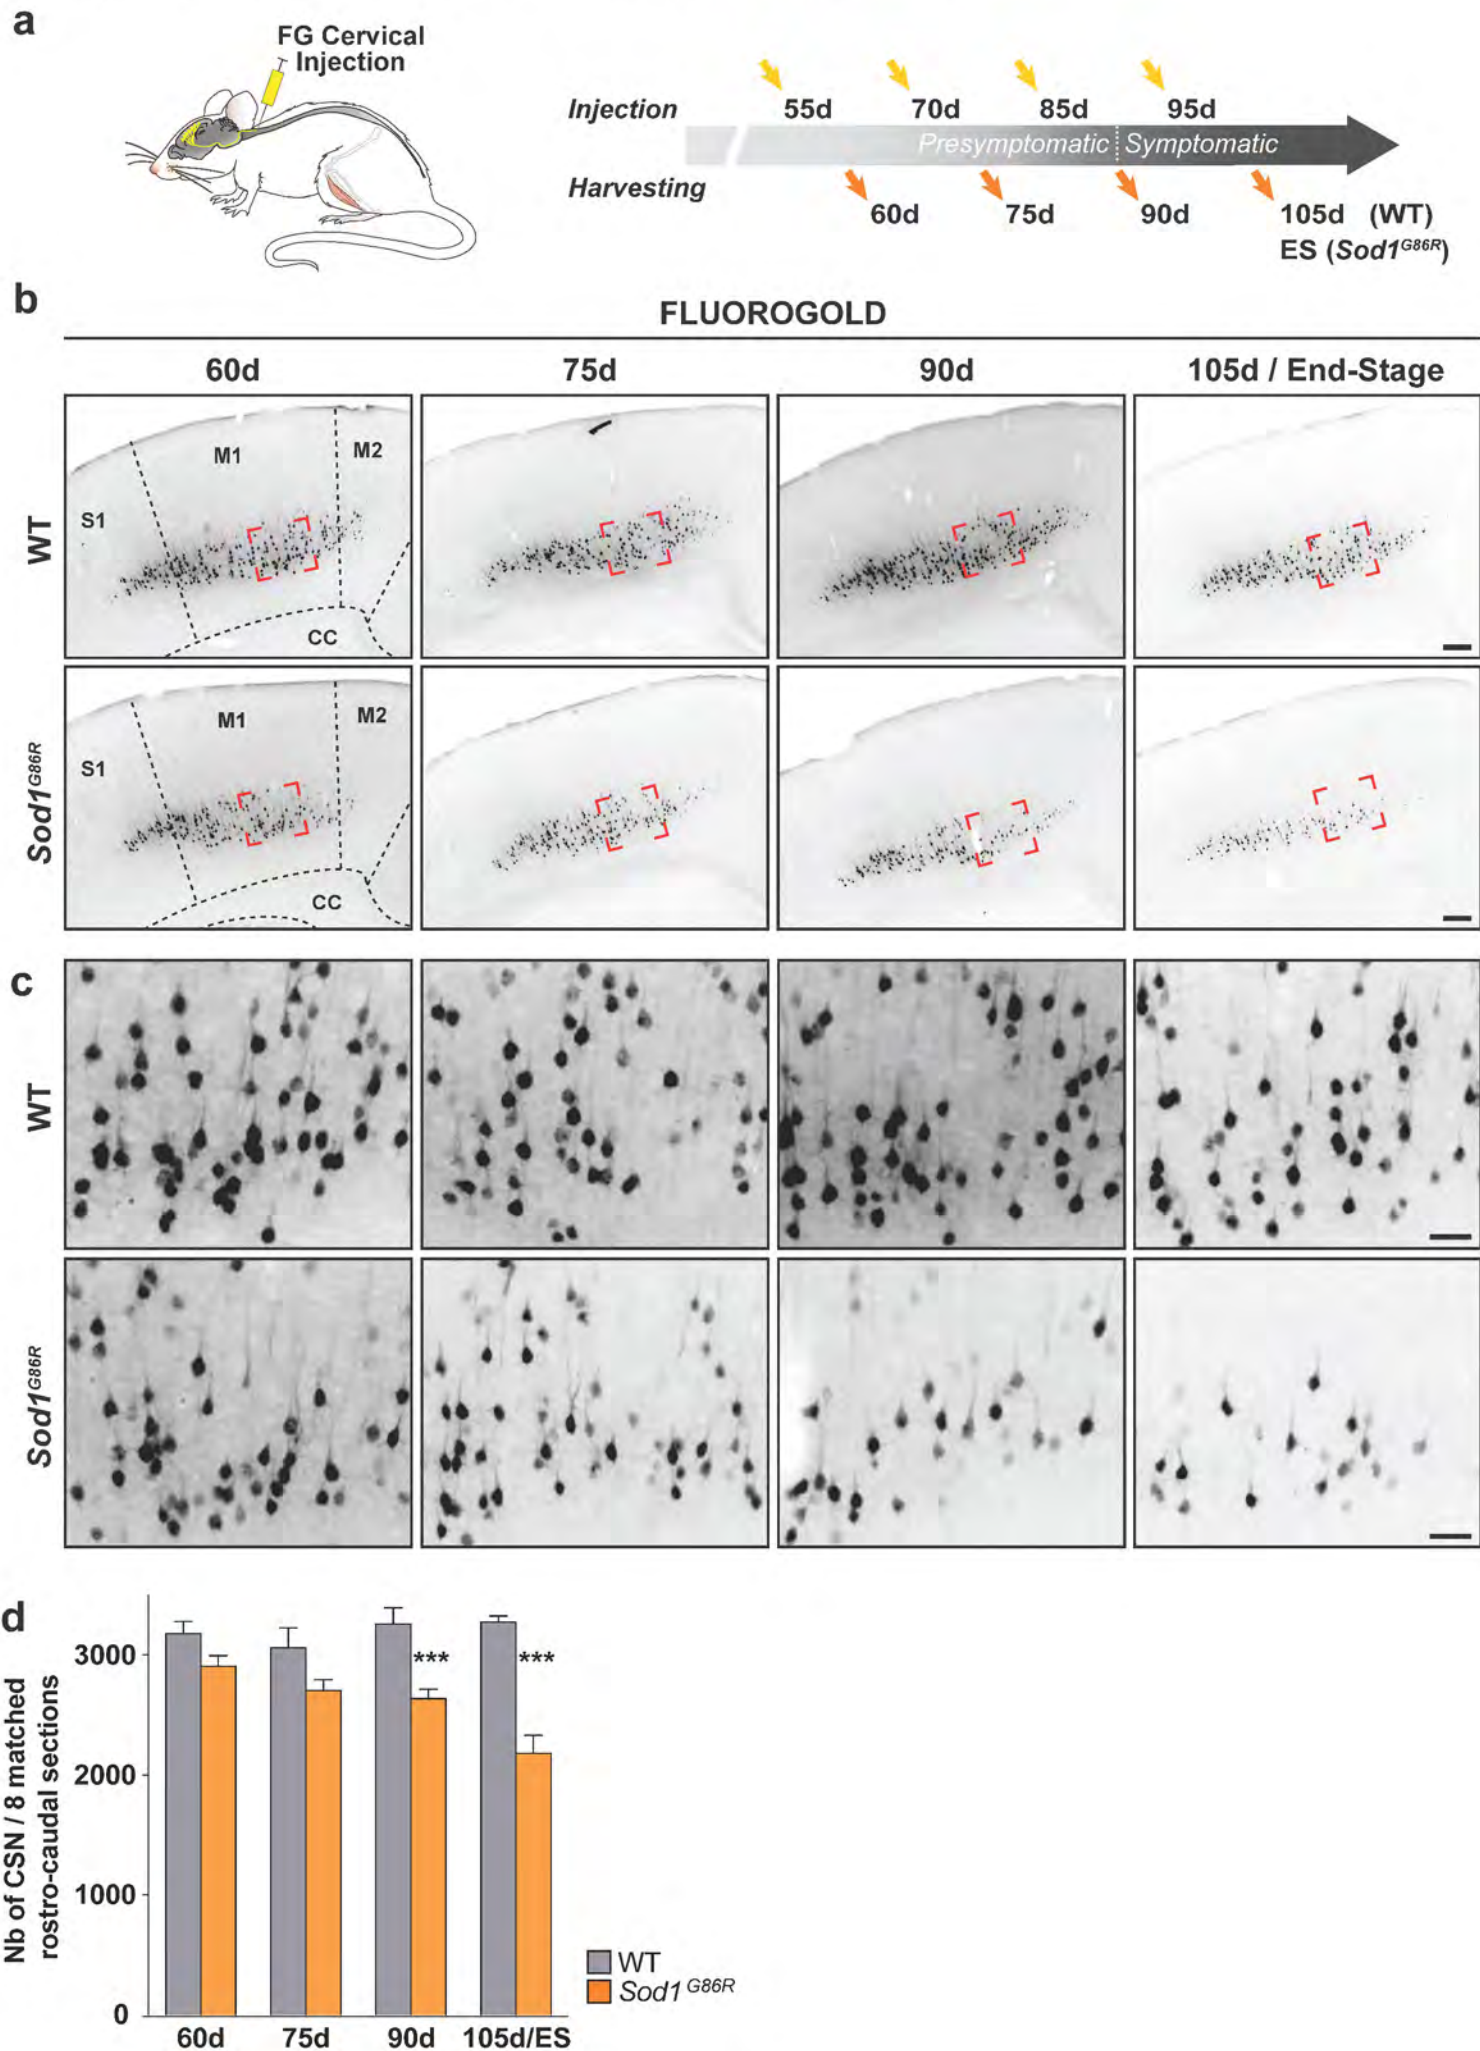 a
FG Cervical
Injection
Injection
55d 70d 85d 95d
Presymptomatic Symptomatic
Harvesting
60d 75d 90d 105d (WT)
ES (Sod1G86R)
b
FLUOROGOLD
60d 75d 90d 105d / End-Stage
WT
S1 M1 M2
CC
Sod1G86R
S1 M1 M2
CC
c
WT
Sod1G86R
d
Nb of CSN / 8 matched
rostro-caudal sections
3000
2000
1000
0
*** ***
60d 75d 90d 105d/ES
WT
Sod1 G86R